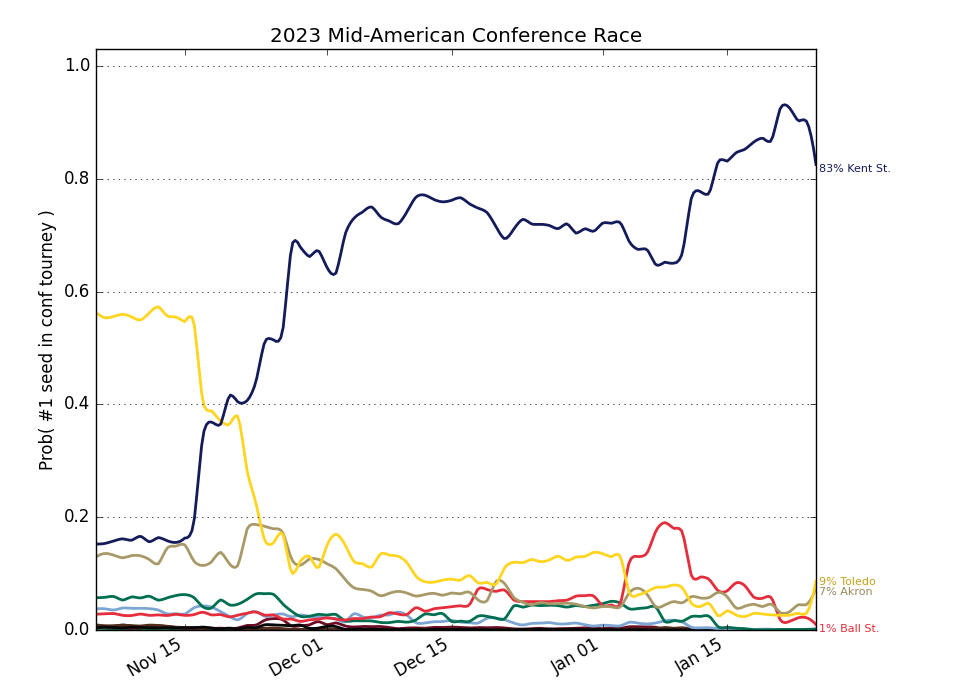 2023 Mid-American Conference Race
Prob( #1 seed in conf tourney )
1.0
0.8
0.6
0.4
0.2
0.0
83% Kent St.
9% Toledo
7% Akron
1% Ball St.
Nov 15
Dec 01
Dec 15
Jan 01
Jan 15